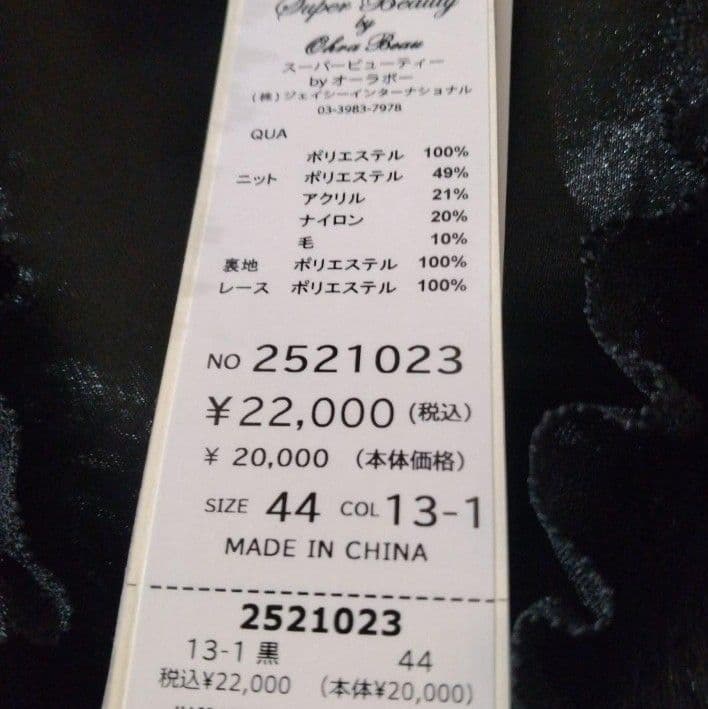 Super Beauty
by
Ohra Beau
スーパービューティー
by オーラボー
(株)ジェイシーインターナショナル
03-3983-7978
QUA
ポリエステル 100%
ニット ポリエステル 49%
アクリル 21%
ナイロン 20%
毛 10%
裏地 ポリエステル 100%
レース ポリエステル 100%
NO 2521023
¥22,000(税込)
¥ 20,000 (本体価格)
SIZE 44 COL 13-1
MADE IN CHINA
2521023
13-1 黒 44
税込¥22,000 (本体¥20,000)